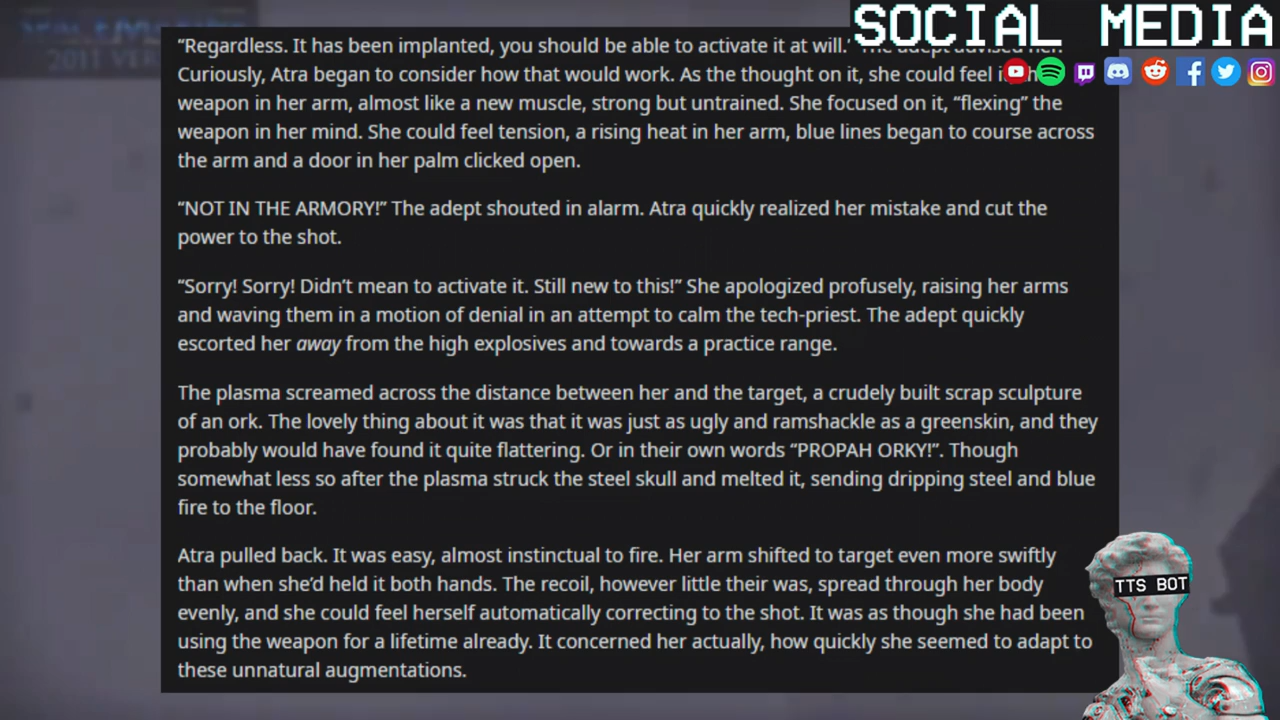 SOCIAL MEDIA
2011 VER
“Regardless. It has been implanted, you should be able to activate it at will.” The adept advised her.
Curiously, Atra began to consider how that would work. As the thought on it, she could feel
weapon in her arm, almost like a new muscle, strong but untrained. She focused on it, “flexing” the
weapon in her mind. She could feel tension, a rising heat in her arm, blue lines began to course across
the arm and a door in her palm clicked open.
“NOT IN THE ARMORY!” The adept shouted in alarm. Atra quickly realized her mistake and cut the
power to the shot.
“Sorry! Sorry! Didn’t mean to activate it. Still new to this!” She apologized profusely, raising her arms
and waving them in a motion of denial in an attempt to calm the tech-priest. The adept quickly
escorted her away from the high explosives and towards a practice range.
The plasma screamed across the distance between her and the target, a crudely built scrap sculpture
of an ork. The lovely thing about it was that it was just as ugly and ramshackle as a greenskin, and they
probably would have found it quite flattering. Or in their own words “PROPAH ORKY!”. Though
somewhat less so after the plasma struck the steel skull and melted it, sending dripping steel and blue
fire to the floor.
Atra pulled back. It was easy, almost instinctual to fire. Her arm shifted to target even more swiftly
than when she’d held it both hands. The recoil, however little their was, spread through her body
evenly, and she could feel herself automatically correcting to the shot. It was as though she had been
using the weapon for a lifetime already. It concerned her actually, how quickly she seemed to adapt to
these unnatural augmentations.
TTS BOT